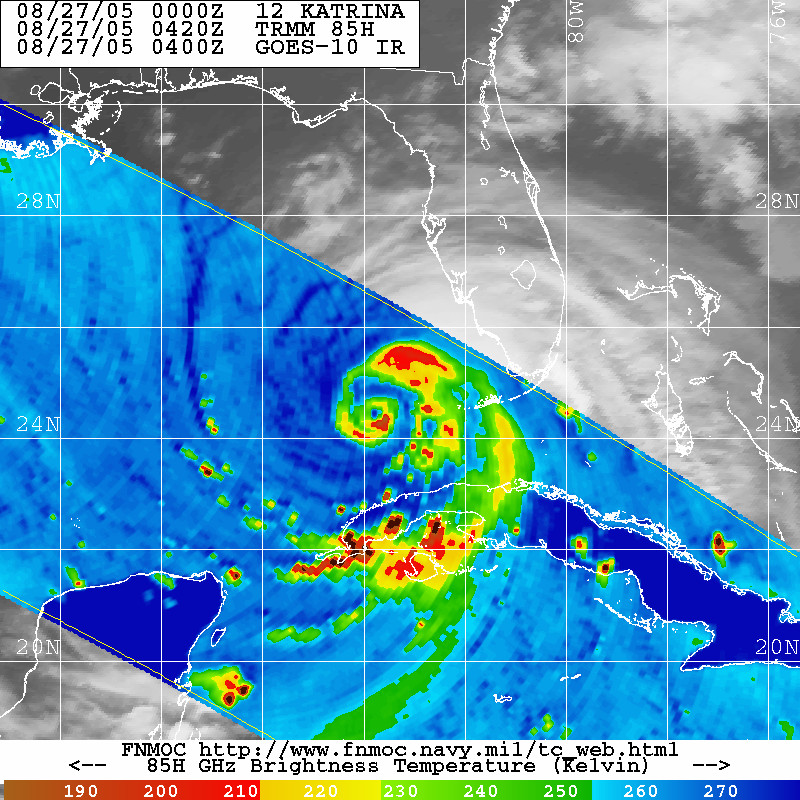 08/27/05 0000Z 12 KATRINA
08/27/05 0420Z TRMM 85H
08/27/05 0400Z GOES-10 IR
80W 76W
28N 28N
24N 24N
20N 20N
FNMOC http://www.fnmoc.navy.mil/tc_web.html
<-- 85H GHz Brightness Temperature (Kelvin) -->
190 200 210 220 230 240 250 260 270